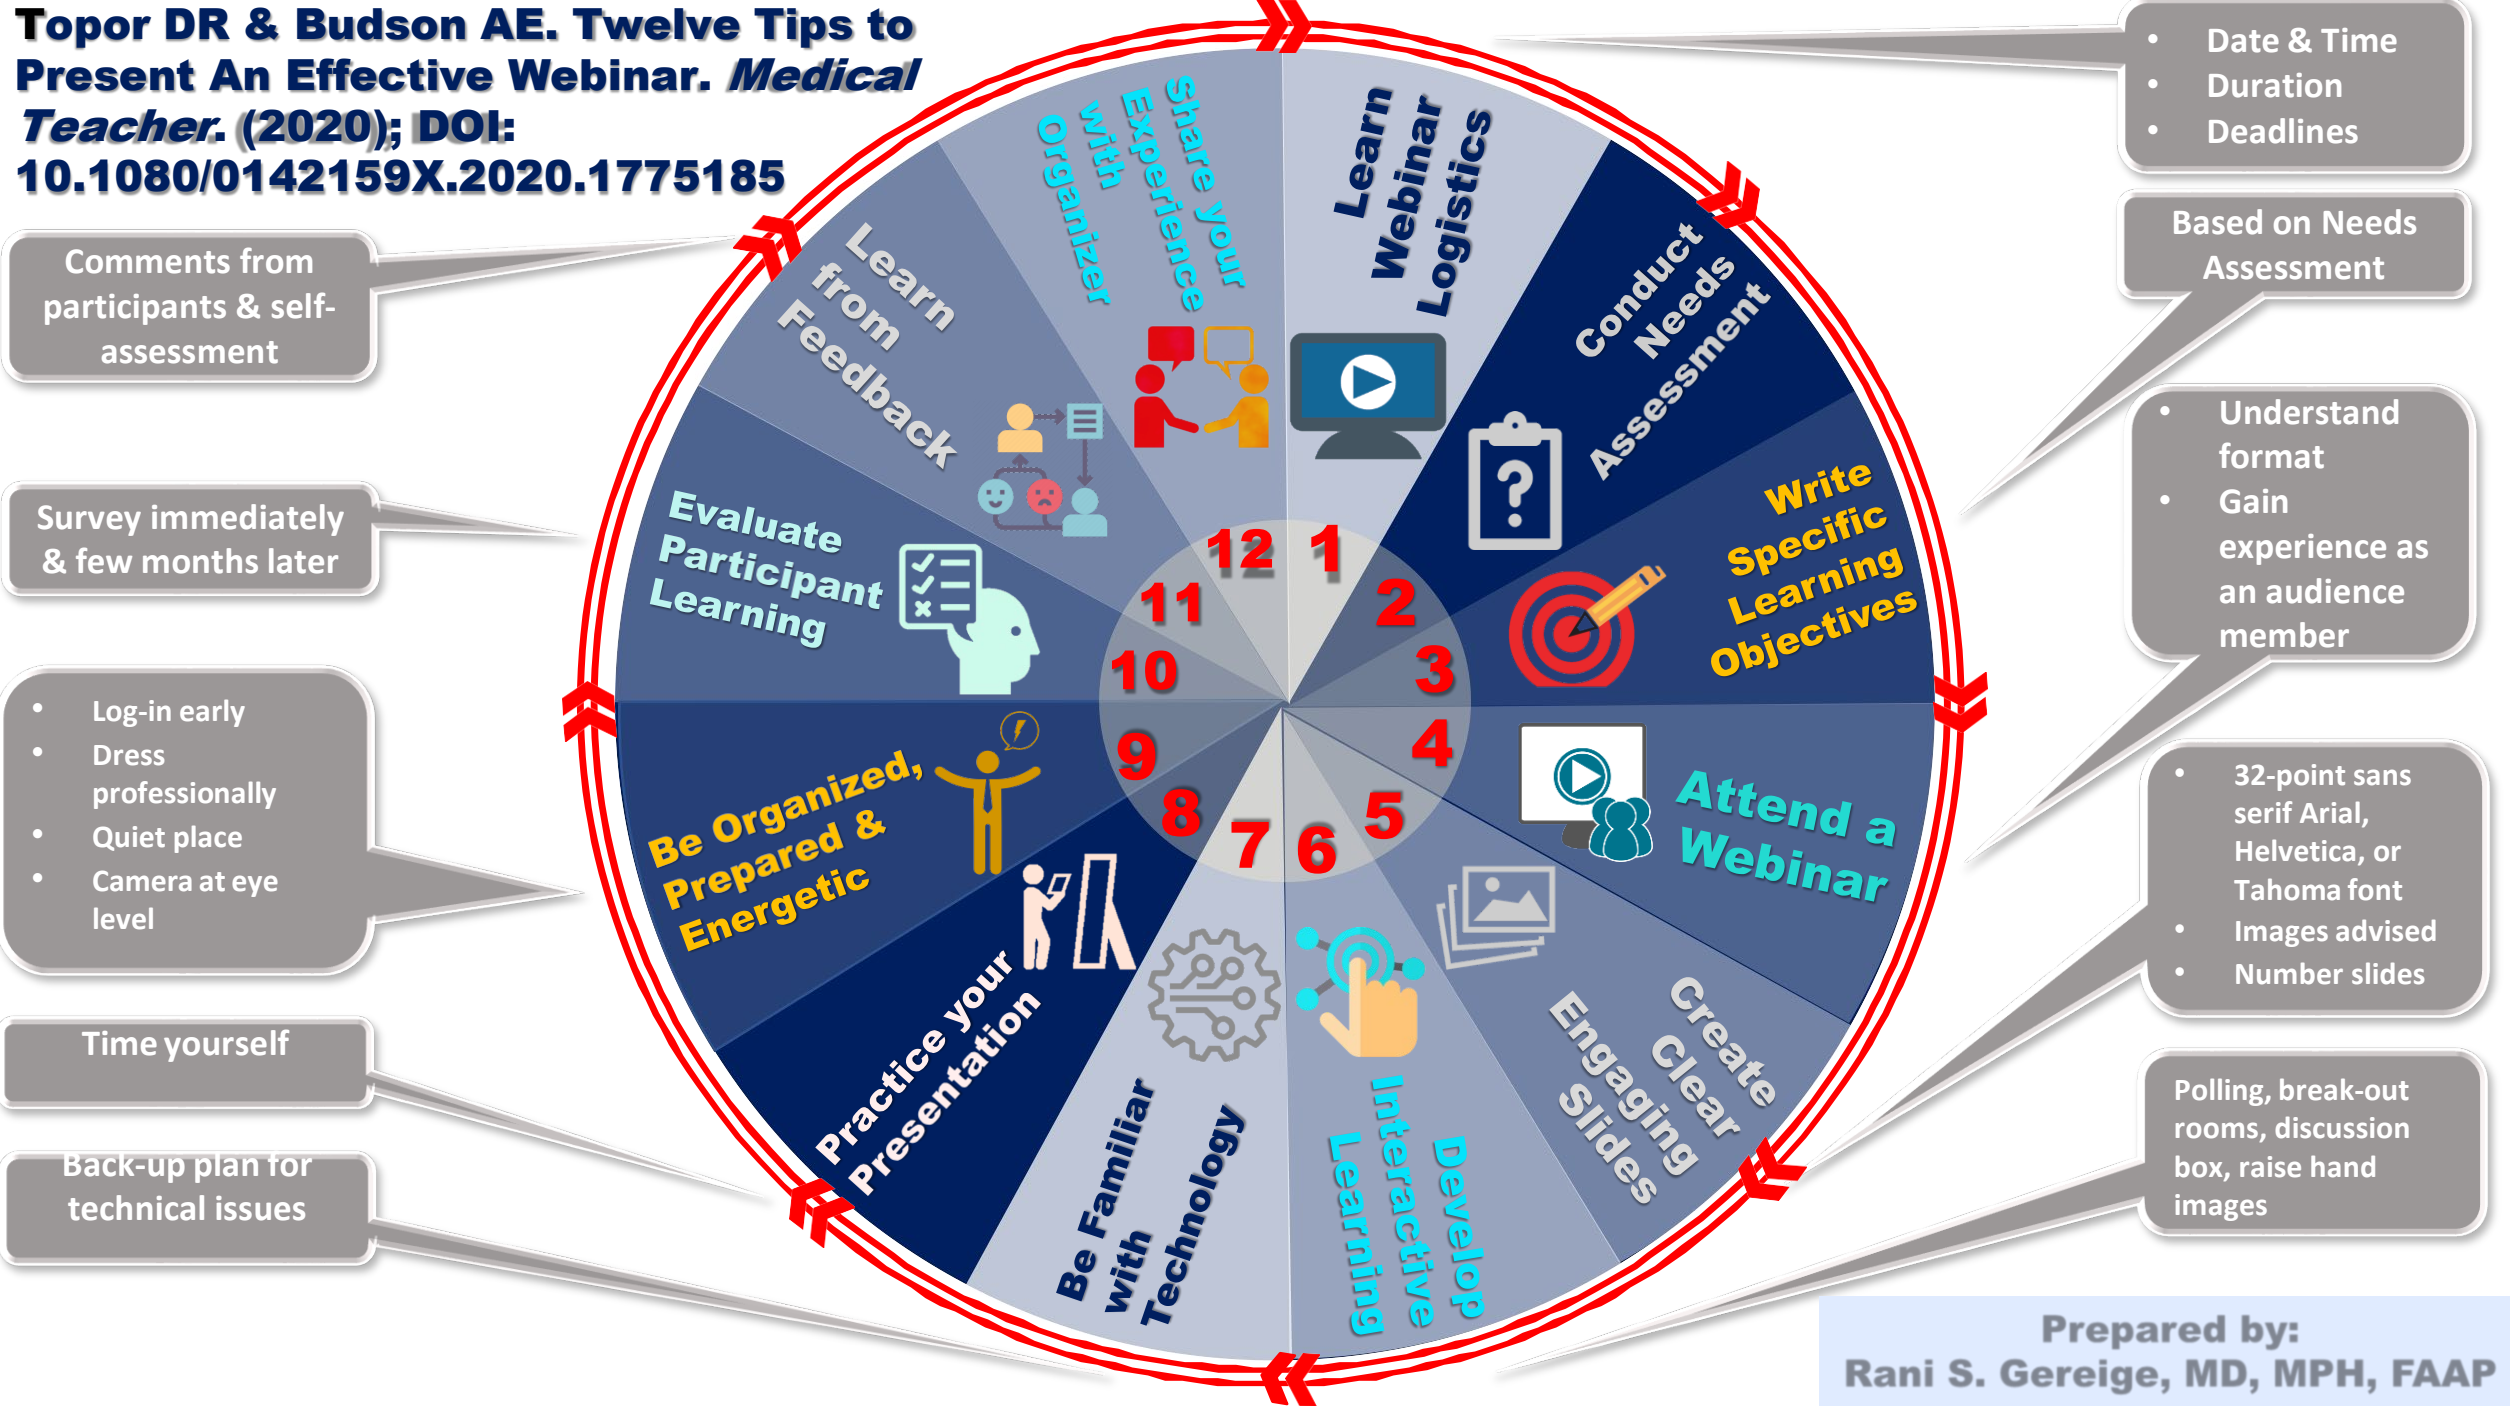 Topor DR & Budson AE. Twelve Tips to
Present An Effective Webinar. Medical
Teacher. (2020); DOI:
10.1080/0142159X.2020.1775185
Learn
Webinar
Logistics
1
• Date & Time
• Duration
• Deadlines
Conduct
Needs
Assessment
2
Write
Specific
Learning
Objectives
3
Based on Needs
Assessment
Attend a
Webinar
4
• Understand
format
• Gain
experience as
an audience
member
Create
Clear
Engaging
Slides
5
• 32-point sans
serif Arial,
Helvetica, or
Tahoma font
• Images advised
• Number slides
Develop
Interactive
Learning
6
Polling, break-out
rooms, discussion
box, raise hand
images
Be Familiar
with
Technology
7
Back-up plan for
technical issues
Practice your
Presentation
8
Time yourself
Be Organized,
Prepared &
Energetic
9
• Log-in early
• Dress
professionally
• Quiet place
• Camera at eye
level
Evaluate
Participant
Learning
10
Survey immediately
& few months later
Learn
from
Feedback
11
Comments from
participants & self-
assessment
Share your
Experience
with
Organizer
12
?
Prepared by:
Rani S. Gereige, MD, MPH, FAAP